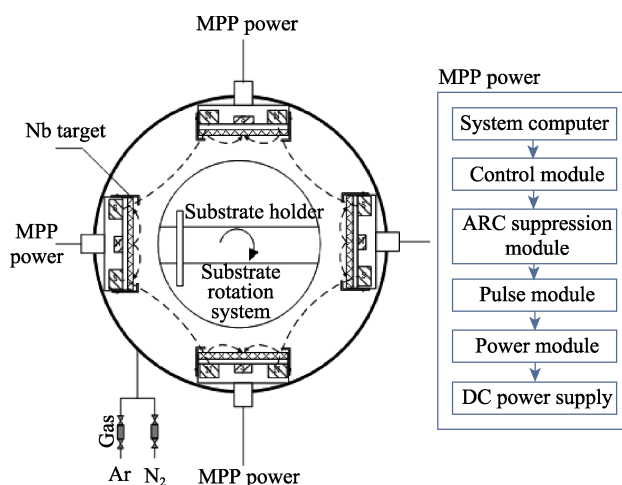 MPP power
Nb target
MPP
power
Substrate holder
Substrate
rotation
system
Gas
Ar
N2
MPP power
MPP power
System computer
Control module
ARC suppression
module
Pulse module
Power module
DC power supply